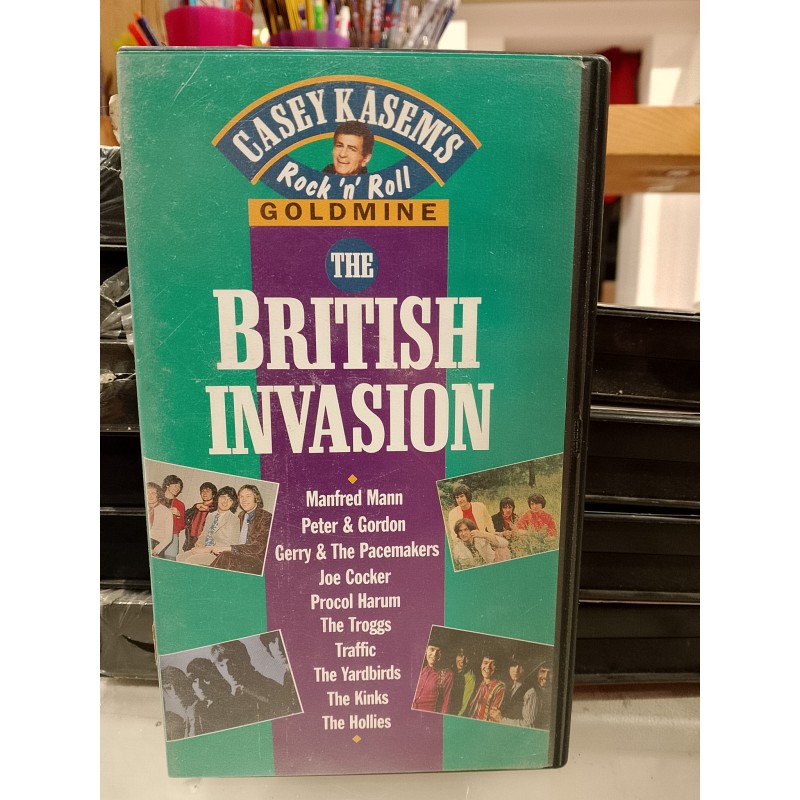 CASEY KASEM'S
Rock 'n' Roll
GOLDMINE
THE
BRITISH
INVASION
Manfred Mann
Peter & Gordon
Gerry & The Pacemakers
Joe Cocker
Procol Harum
The Troggs
Traffic
The Yardbirds
The Kinks
The Hollies